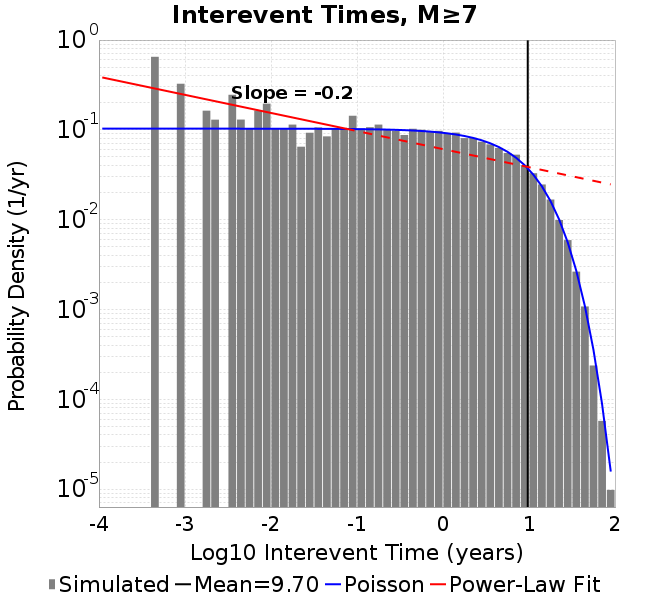 Interevent Times, M≥7
Probability Density (1/yr)
10^0
10^-1
10^-2
10^-3
10^-4
10^-5
Slope = -0.2
-4 -3 -2 -1 0 1 2
Log10 Interevent Time (years)
Simulated Mean=9.70 Poisson Power-Law Fit